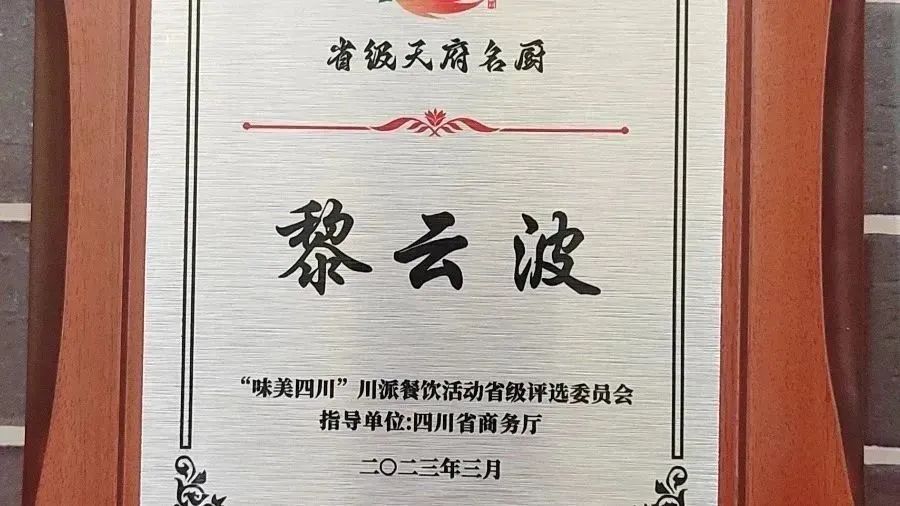 省级天府名厨
黎云波
“味美四川”川派餐饮活动省级评选委员会
指导单位:四川省商务厅
二〇二三年三月